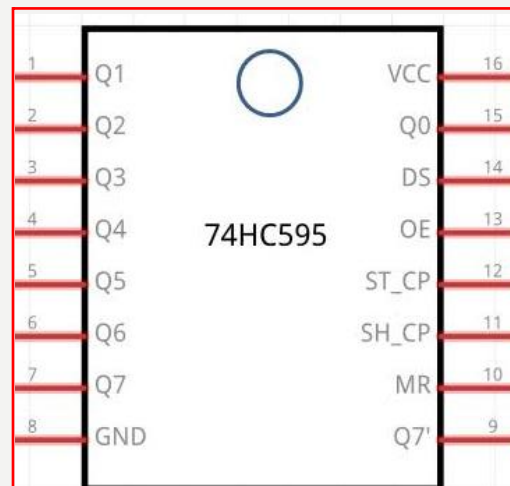 1 Q1 VCC 16
2 Q2 Q0 15
3 Q3 DS 14
4 Q4 74HC595 OE 13
5 Q5 ST_CP 12
6 Q6 SH_CP 11
7 Q7 MR 10
8 GND Q7' 9